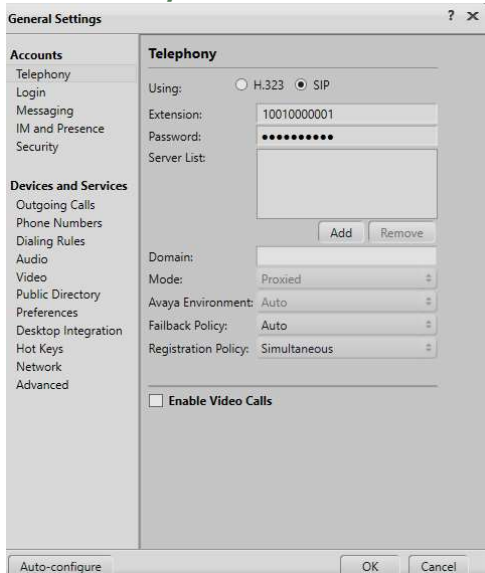 General Settings
? ×
Accounts
Telephony
Login
Messaging
IM and Presence
Security
Devices and Services
Outgoing Calls
Phone Numbers
Dialing Rules
Audio
Video
Public Directory
Preferences
Desktop Integration
Hot Keys
Network
Advanced
Telephony
Using: H.323 SIP
Extension: 10010000001
Password: ••••••••••
Server List:
Add Remove
Domain:
Mode: Proxied
Avaya Environment: Auto
Failback Policy: Auto
Registration Policy: Simultaneous
Enable Video Calls
Auto-configure OK Cancel